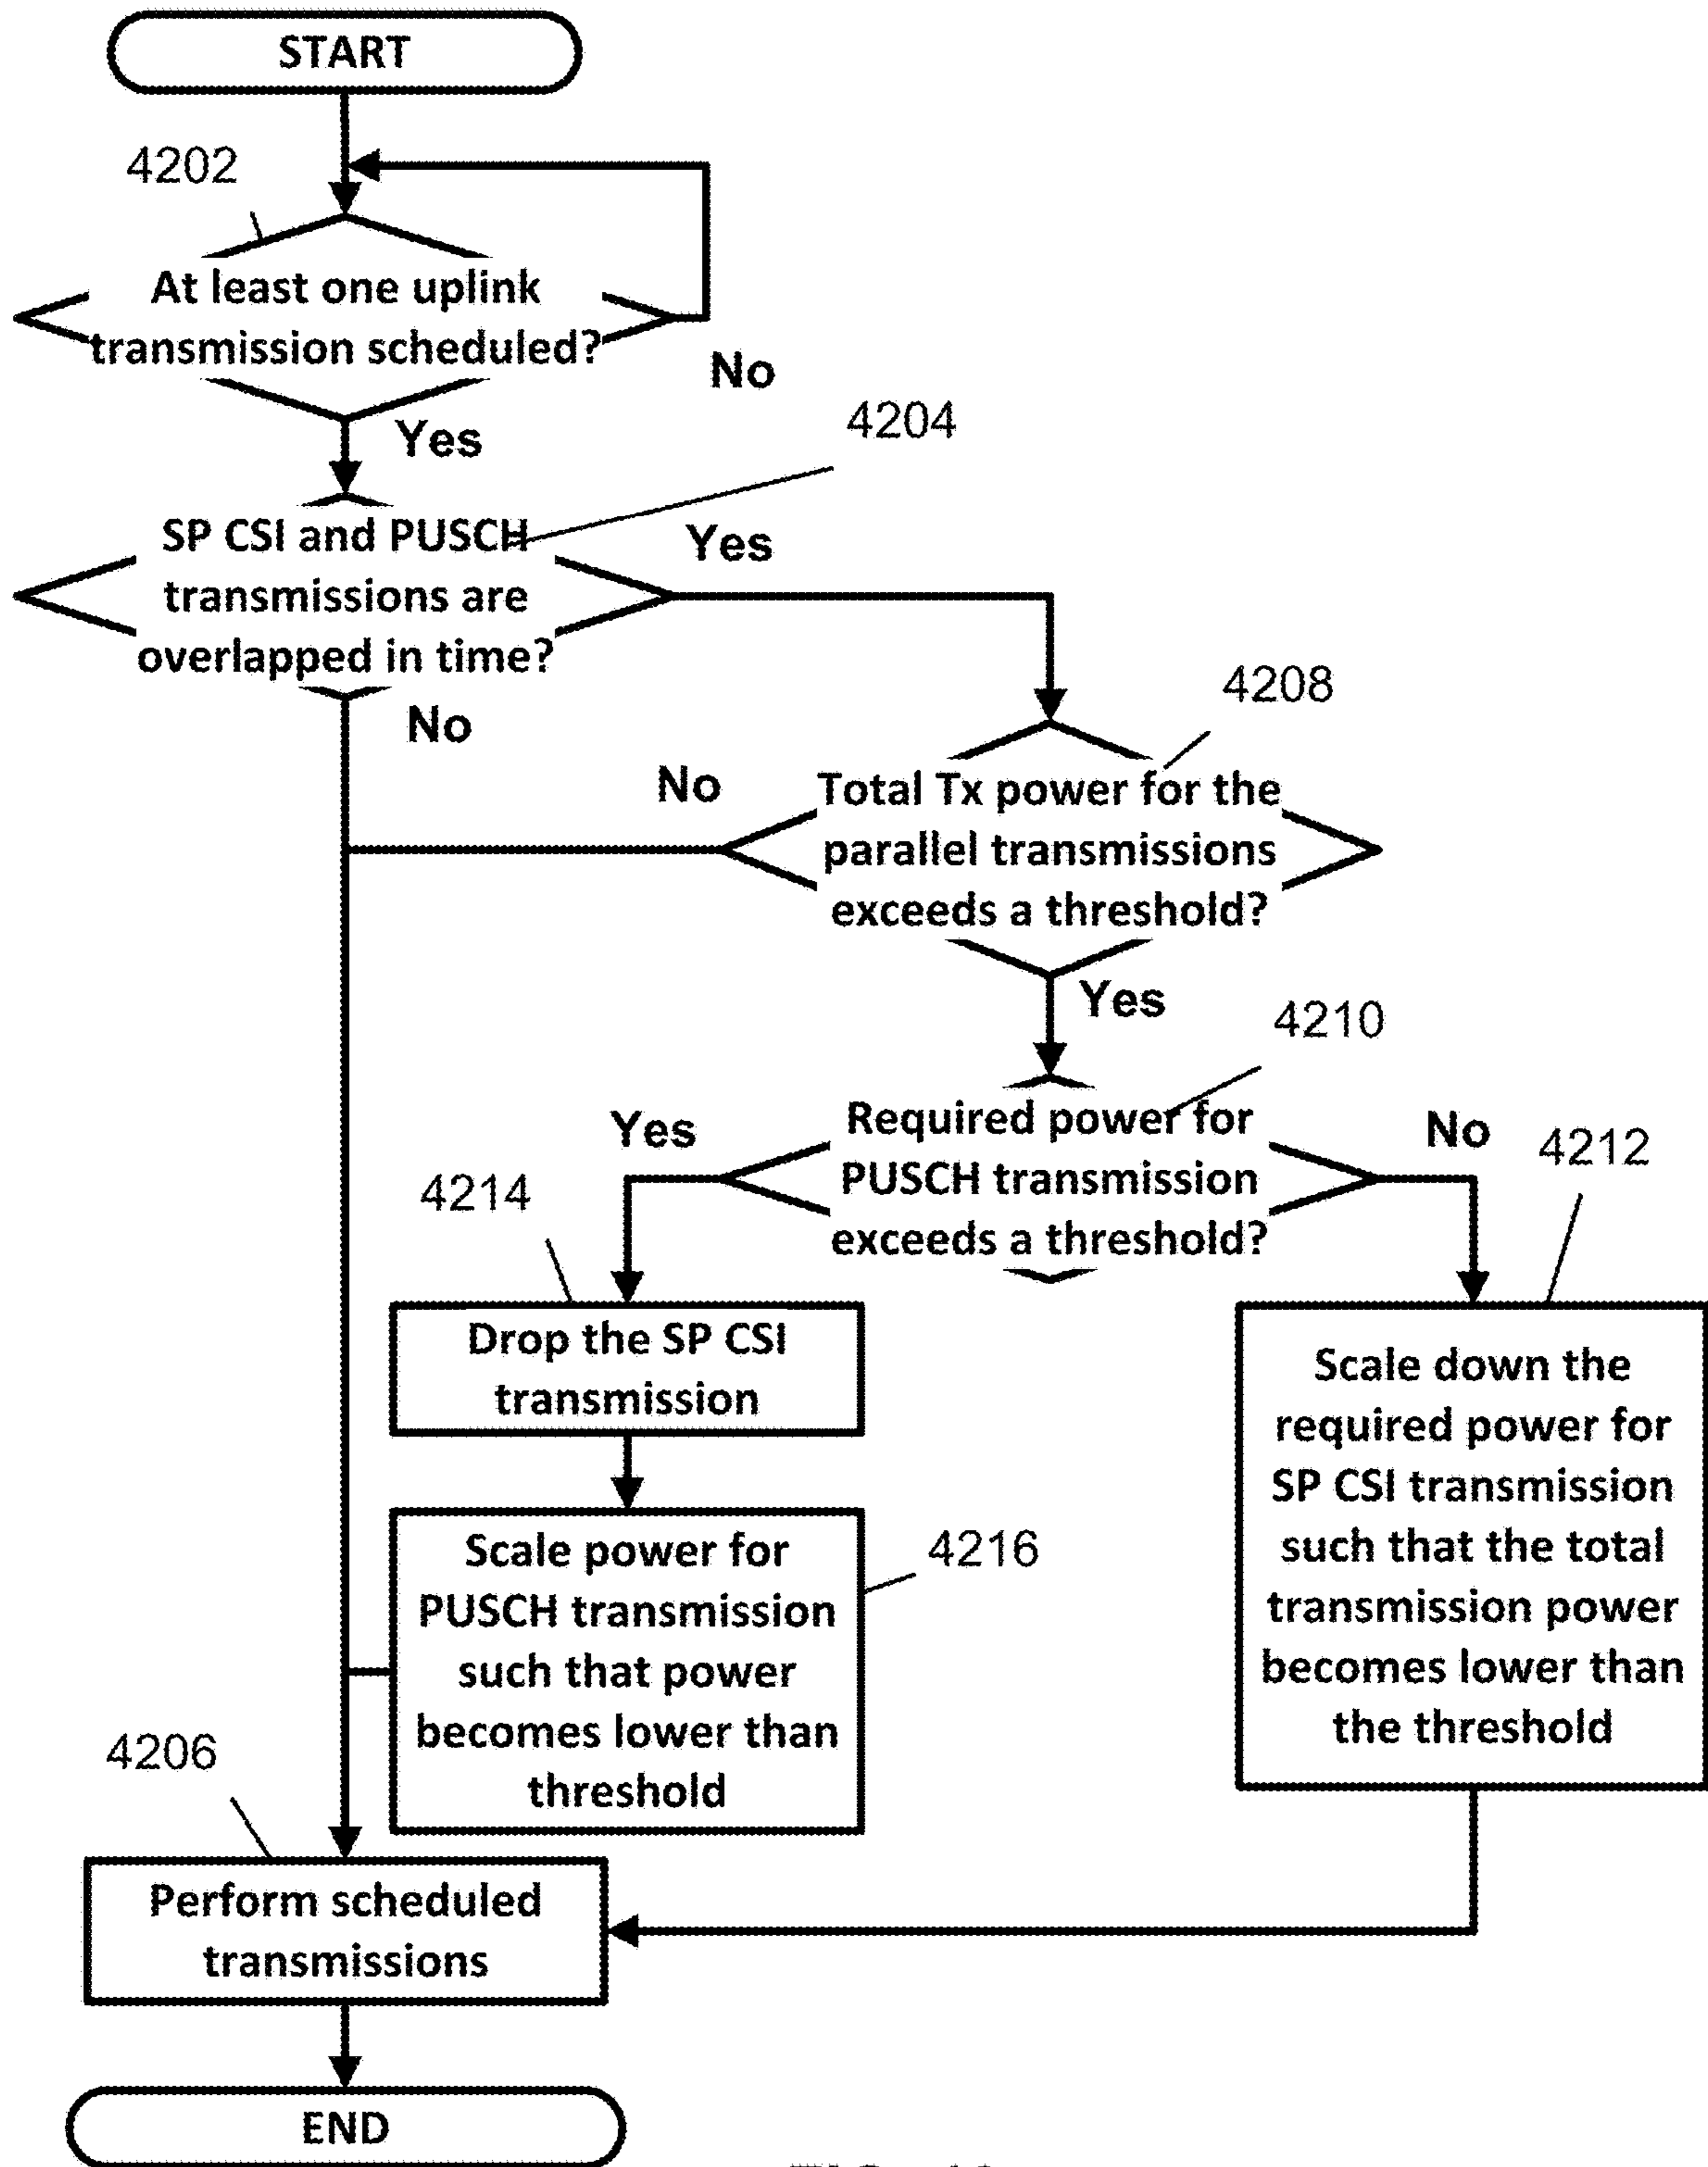 START
4202
At least one uplink
transmission scheduled?
No
Yes
4204
SP CSI and PUSCH
transmissions are
overlapped in time?
Yes
No
4208
Total Tx power for the
parallel transmissions
exceeds a threshold?
No
Yes
4210
Required power for
PUSCH transmission
exceeds a threshold?
Yes
No
4212
4214
Drop the SP CSI
transmission
Scale down the
required power for
SP CSI transmission
such that the total
transmission power
becomes lower than
the threshold
Scale power for
PUSCH transmission
such that power
becomes lower than
threshold
4216
4206
Perform scheduled
transmissions
END